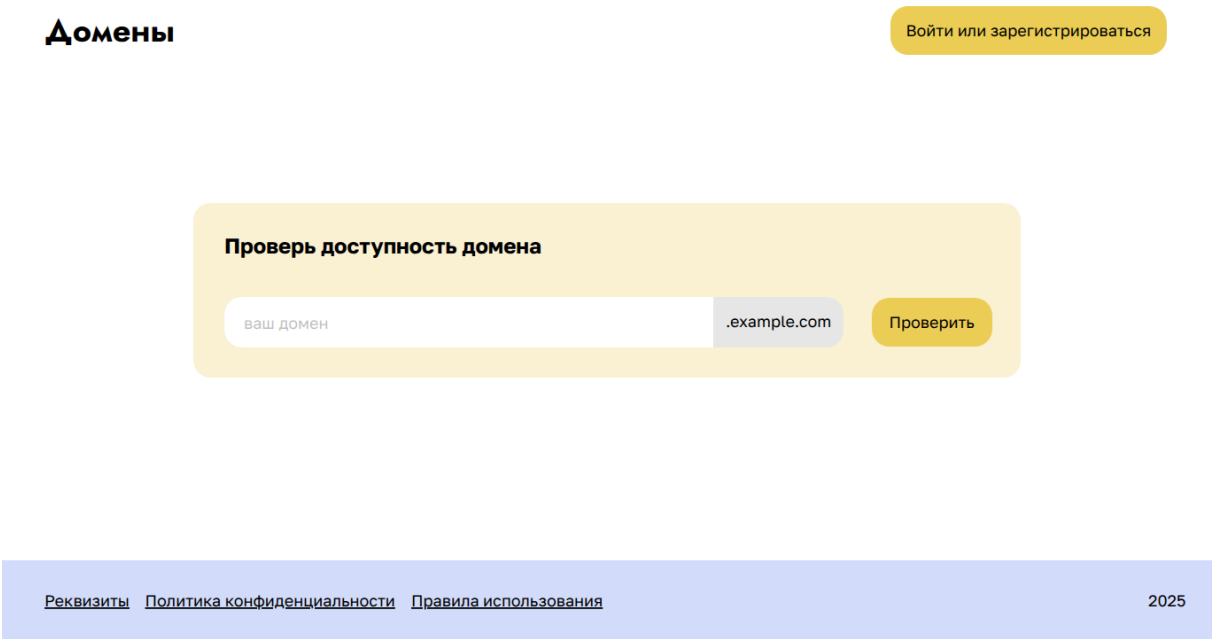 Домены
Войти или зарегистрироваться
Проверь доступность домена
ваш домен
.example.com
Проверить
Реквизиты Политика конфиденциальности Правила использования
2025